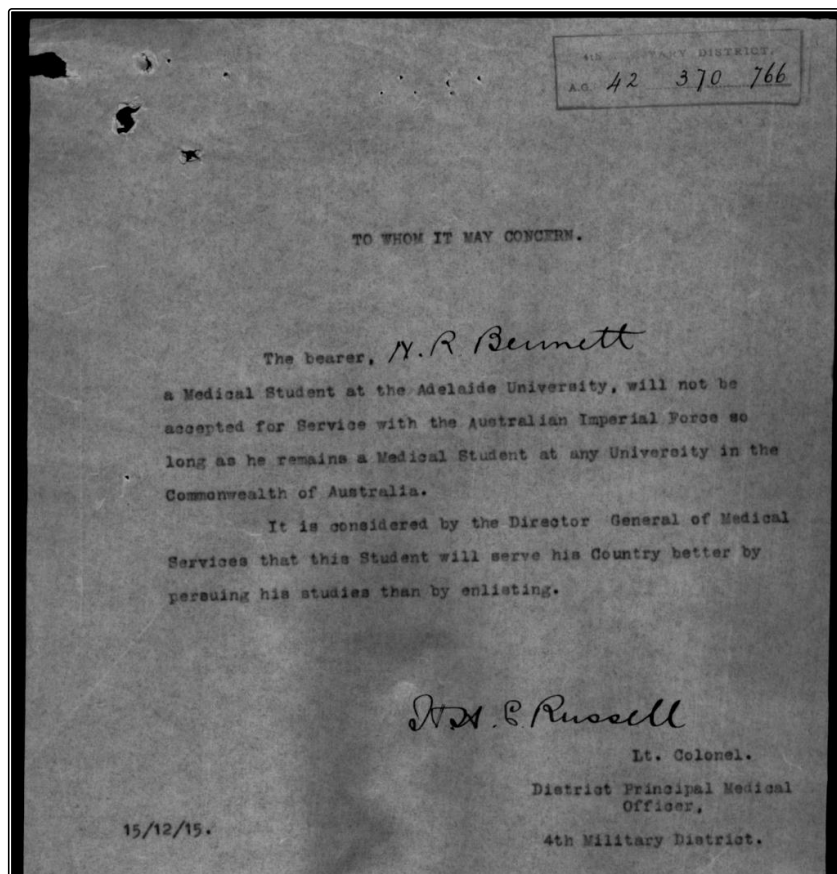 4th MILITARY DISTRICT.
A.G. 42 370 766
TO WHOM IT MAY CONCERN.
The bearer, H. R. Bennett
a Medical Student at the Adelaide University, will not be
accepted for Service with the Australian Imperial Force so
long as he remains a Medical Student at any University in the
Commonwealth of Australia.
It is considered by the Director General of Medical
Services that this Student will serve his Country better by
persuing his studies than by enlisting.
Russell
Lt. Colonel.
District Principal Medical
Officer,
15/12/15.
4th Military District.